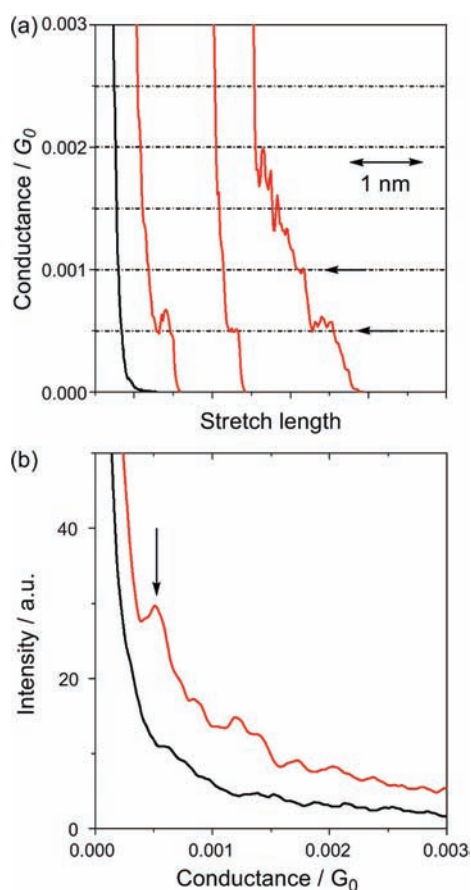 (a)
0.003
0.002
0.001
0.000
Conductance / G0
1 nm
Stretch length
(b)
40
20
0
Intensity / a.u.
0.000
0.001
0.002
0.003
Conductance / G0